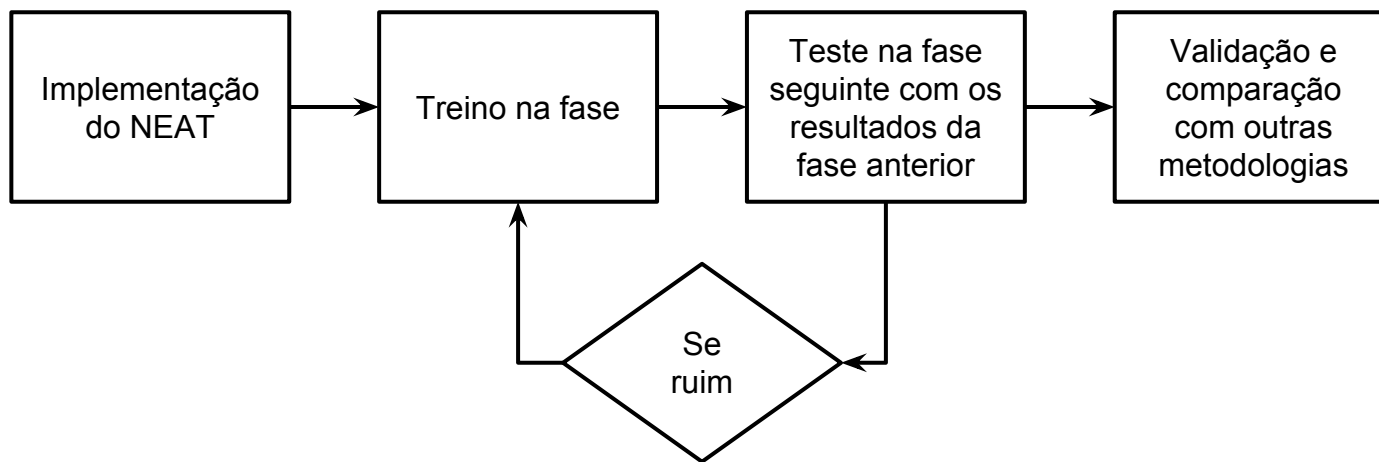 Implementação
do NEAT
Treino na fase
Teste na fase
seguinte com os
resultados da
fase anterior
Validação e
comparação
com outras
metodologias
Se
ruim